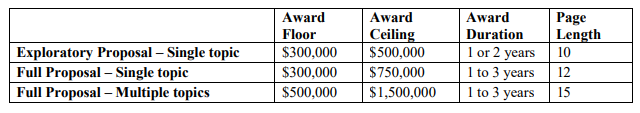 Award Floor Award Ceiling Award Duration Page Length
Exploratory Proposal – Single topic $300,000 $500,000 1 or 2 years 10
Full Proposal – Single topic $300,000 $750,000 1 to 3 years 12
Full Proposal – Multiple topics $500,000 $1,500,000 1 to 3 years 15